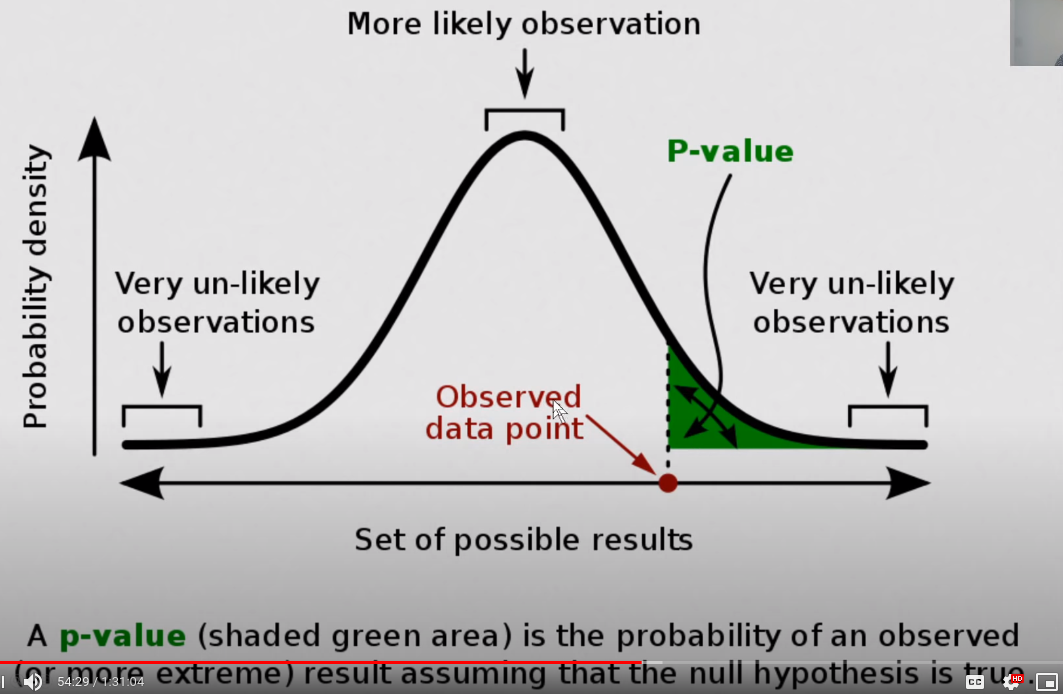 More likely observation
P-value
Probability density
Very un-likely
observations
Very un-likely
observations
Observed
data point
Set of possible results
A p-value (shaded green area) is the probability of an observed
(or more extreme) result assuming that the null hypothesis is true.
54:29 / 1:31:04
CC
HD